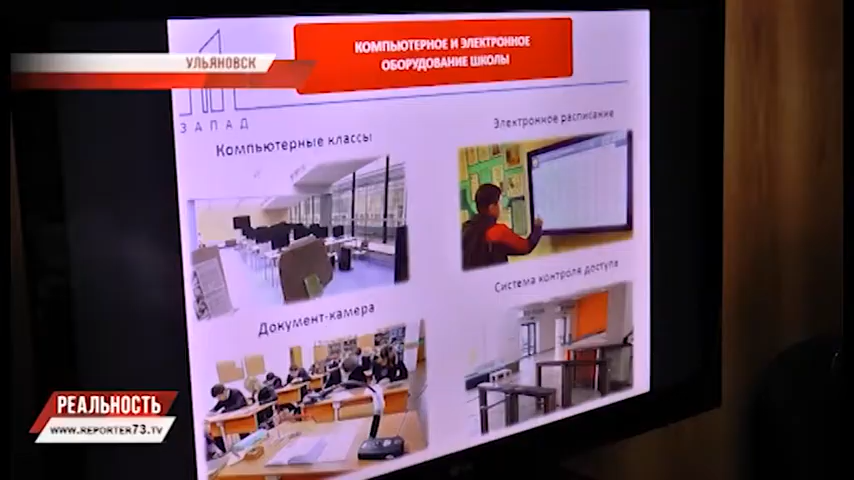 УЛЬЯНОВСК
КОМПЬЮТЕРНОЕ И ЭЛЕКТРОННОЕ
ОБОРУДОВАНИЕ ШКОЛЫ
ЗАПАД
Компьютерные классы
Электронное расписание
Документ-камера
Система контроля доступа
РЕАЛЬНОСТЬ
WWW.REPORTER73.TV